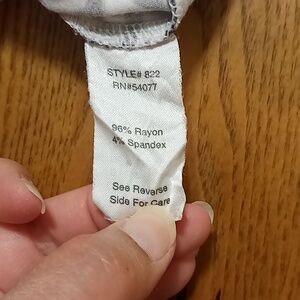 STYLE# 822
RN#54077
96% Rayon
4% Spandex
See Reverse
Side For Care